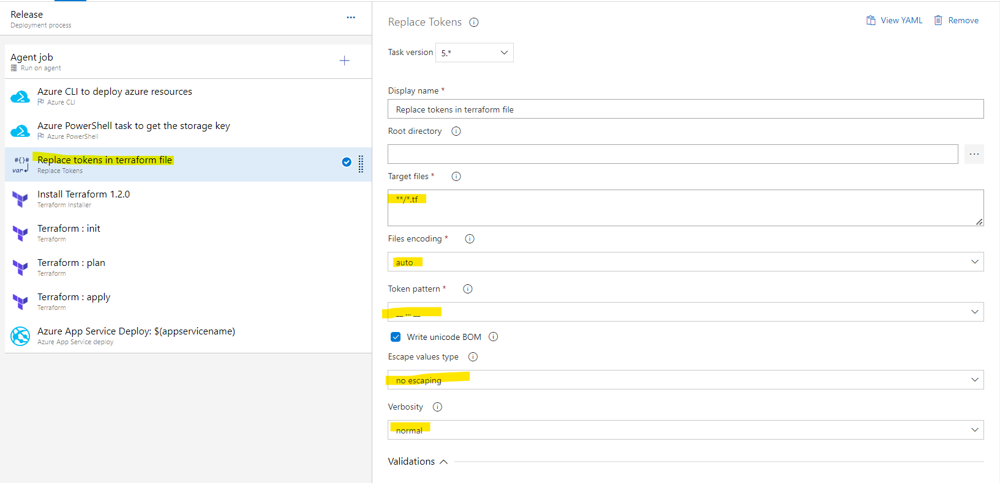 Release
Deployment process
Agent job
Run on agent
Azure CLI to deploy azure resources
Azure CLI
Azure PowerShell task to get the storage key
Azure PowerShell
#{}#
var
Replace tokens in terraform file
Replace Tokens
Install Terraform 1.2.0
Terraform Installer
Terraform : init
Terraform
Terraform : plan
Terraform
Terraform : apply
Terraform
Azure App Service Deploy: $(appservicename)
Azure App Service deploy
Replace Tokens
View YAML
Remove
Task version 5.*
Display name *
Replace tokens in terraform file
Root directory
...
Target files *
**/*.tf
Files encoding *
auto
Token pattern *
__ ... __
Write unicode BOM
Escape values type
no escaping
Verbosity
normal
Validations